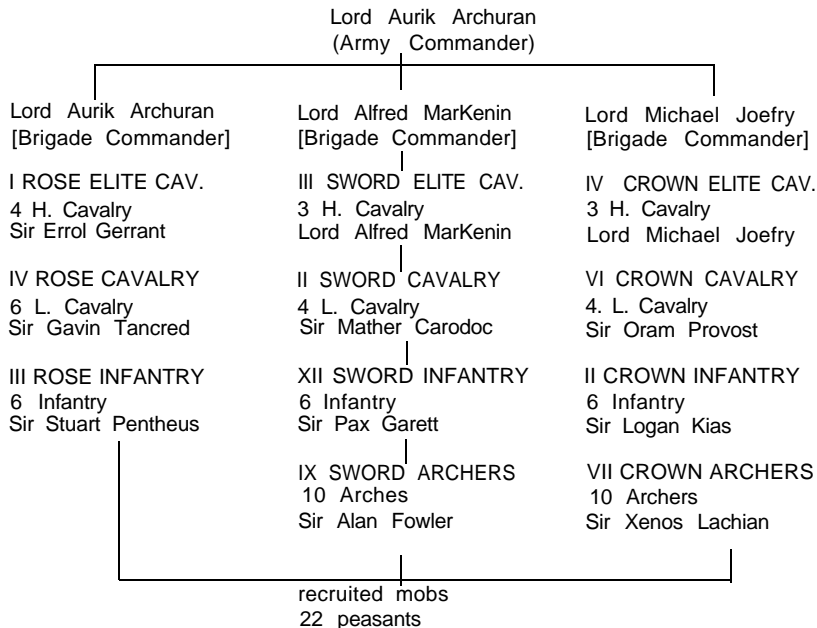 Lord Aurik Archuran
(Army Commander)
Lord Aurik Archuran
[Brigade Commander]
I ROSE ELITE CAV.
4 H. Cavalry
Sir Errol Gerrant
IV ROSE CAVALRY
6 L. Cavalry
Sir Gavin Tancred
III ROSE INFANTRY
6 Infantry
Sir Stuart Pentheus
Lord Alfred MarKenin
[Brigade Commander]
III SWORD ELITE CAV.
3 H. Cavalry
Lord Alfred MarKenin
II SWORD CAVALRY
4 L. Cavalry
Sir Mather Carodoc
XII SWORD INFANTRY
6 Infantry
Sir Pax Garett
IX SWORD ARCHERS
10 Arches
Sir Alan Fowler
Lord Michael Joefry
[Brigade Commander]
IV CROWN ELITE CAV.
3 H. Cavalry
Lord Michael Joefry
VI CROWN CAVALRY
4. L. Cavalry
Sir Oram Provost
II CROWN INFANTRY
6 Infantry
Sir Logan Kias
VII CROWN ARCHERS
10 Archers
Sir Xenos Lachian
recruited mobs
22 peasants